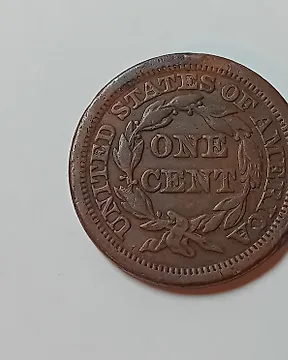 UNITED STATES OF AMERICA
ONE
CENT